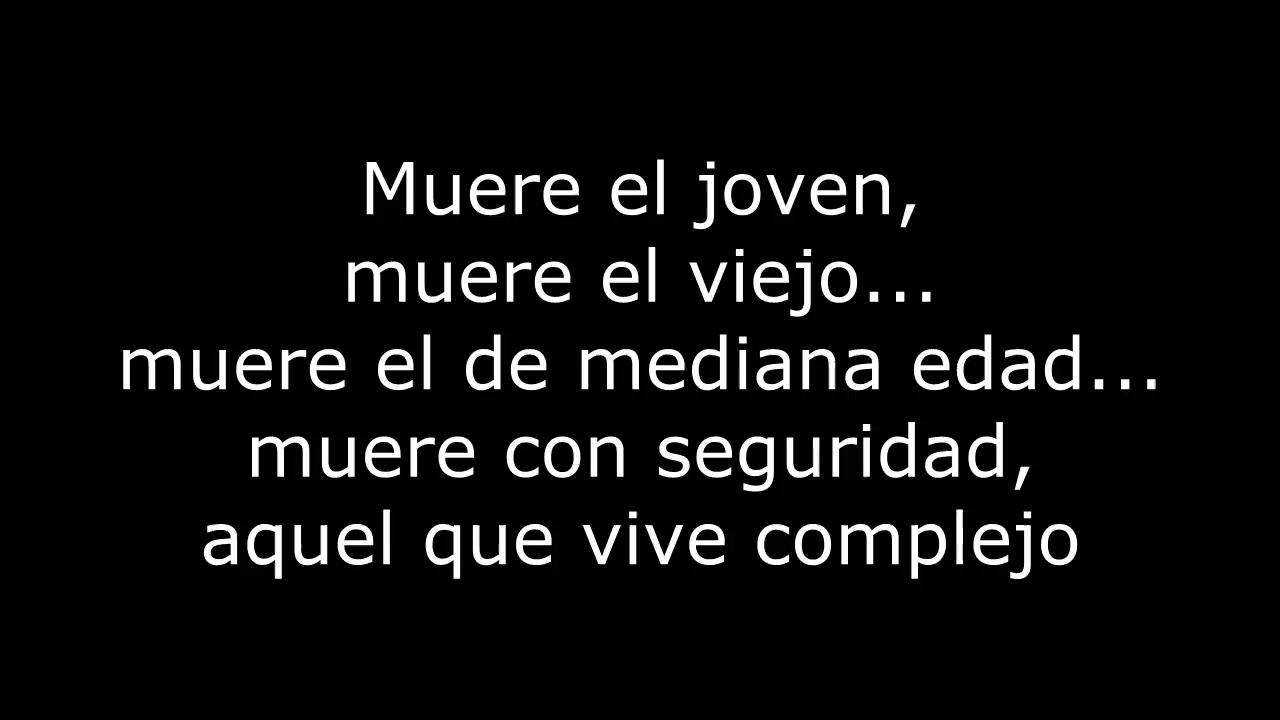 Muere el joven,
muere el viejo...
muere el de mediana edad...
muere con seguridad,
aquel que vive complejo